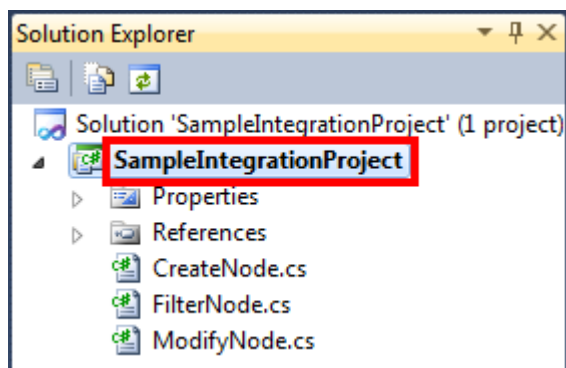 Solution Explorer
Solution 'SampleIntegrationProject' (1 project)
C# SampleIntegrationProject
Properties
References
C# CreateNode.cs
C# FilterNode.cs
C# ModifyNode.cs